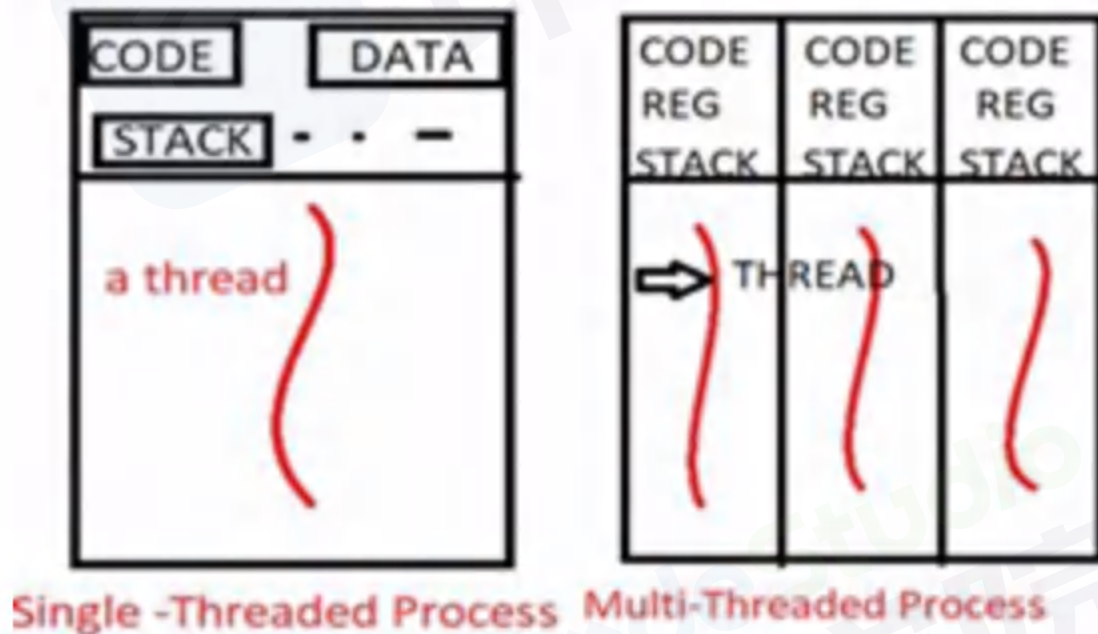 CODE DATA
STACK
a thread
Single -Threaded Process
CODE CODE CODE
REG REG REG
STACK STACK STACK
THREAD
Multi-Threaded Process